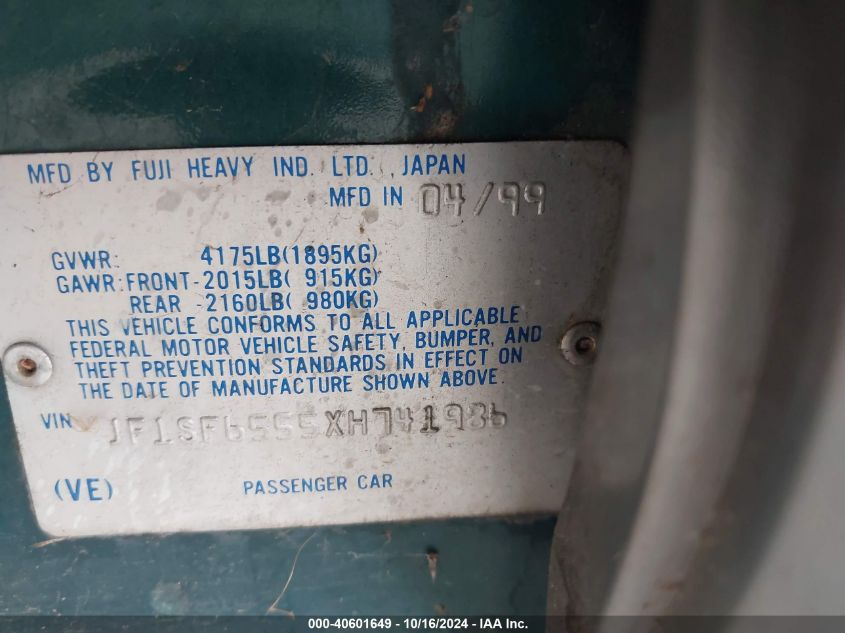 MFD BY FUJI HEAVY IND. LTD., JAPAN
MFD IN 04/99
GVWR: 4175LB(1895KG)
GAWR:FRONT-2015LB( 915KG)
REAR -2160LB( 980KG)
THIS VEHICLE CONFORMS TO ALL APPLICABLE
FEDERAL MOTOR VEHICLE SAFETY, BUMPER, AND
THEFT PREVENTION STANDARDS IN EFFECT ON
THE DATE OF MANUFACTURE SHOWN ABOVE.
VIN JF1SF6555XH741986
(VE) PASSENGER CAR
000-40601649 - 10/16/2024 - IAA Inc.